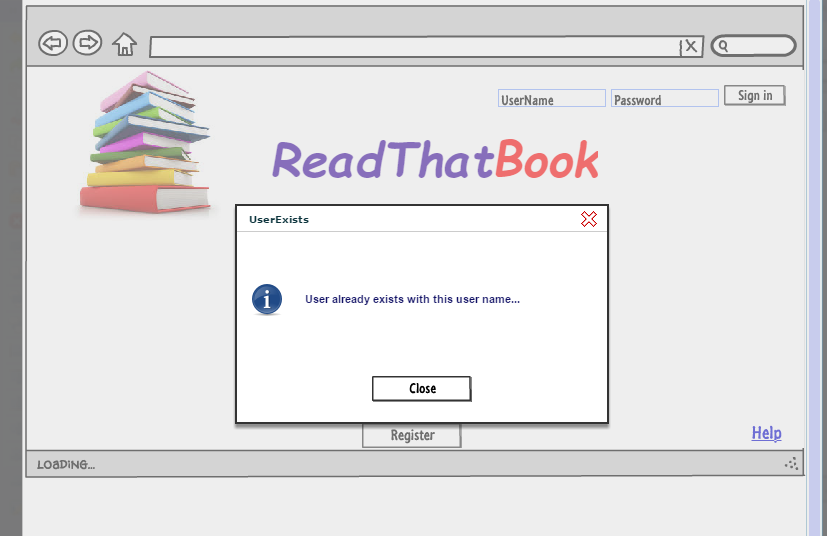 UserName Password Sign in
ReadThatBook
UserExists
User already exists with this user name...
Close
Register
Help
LOADING...